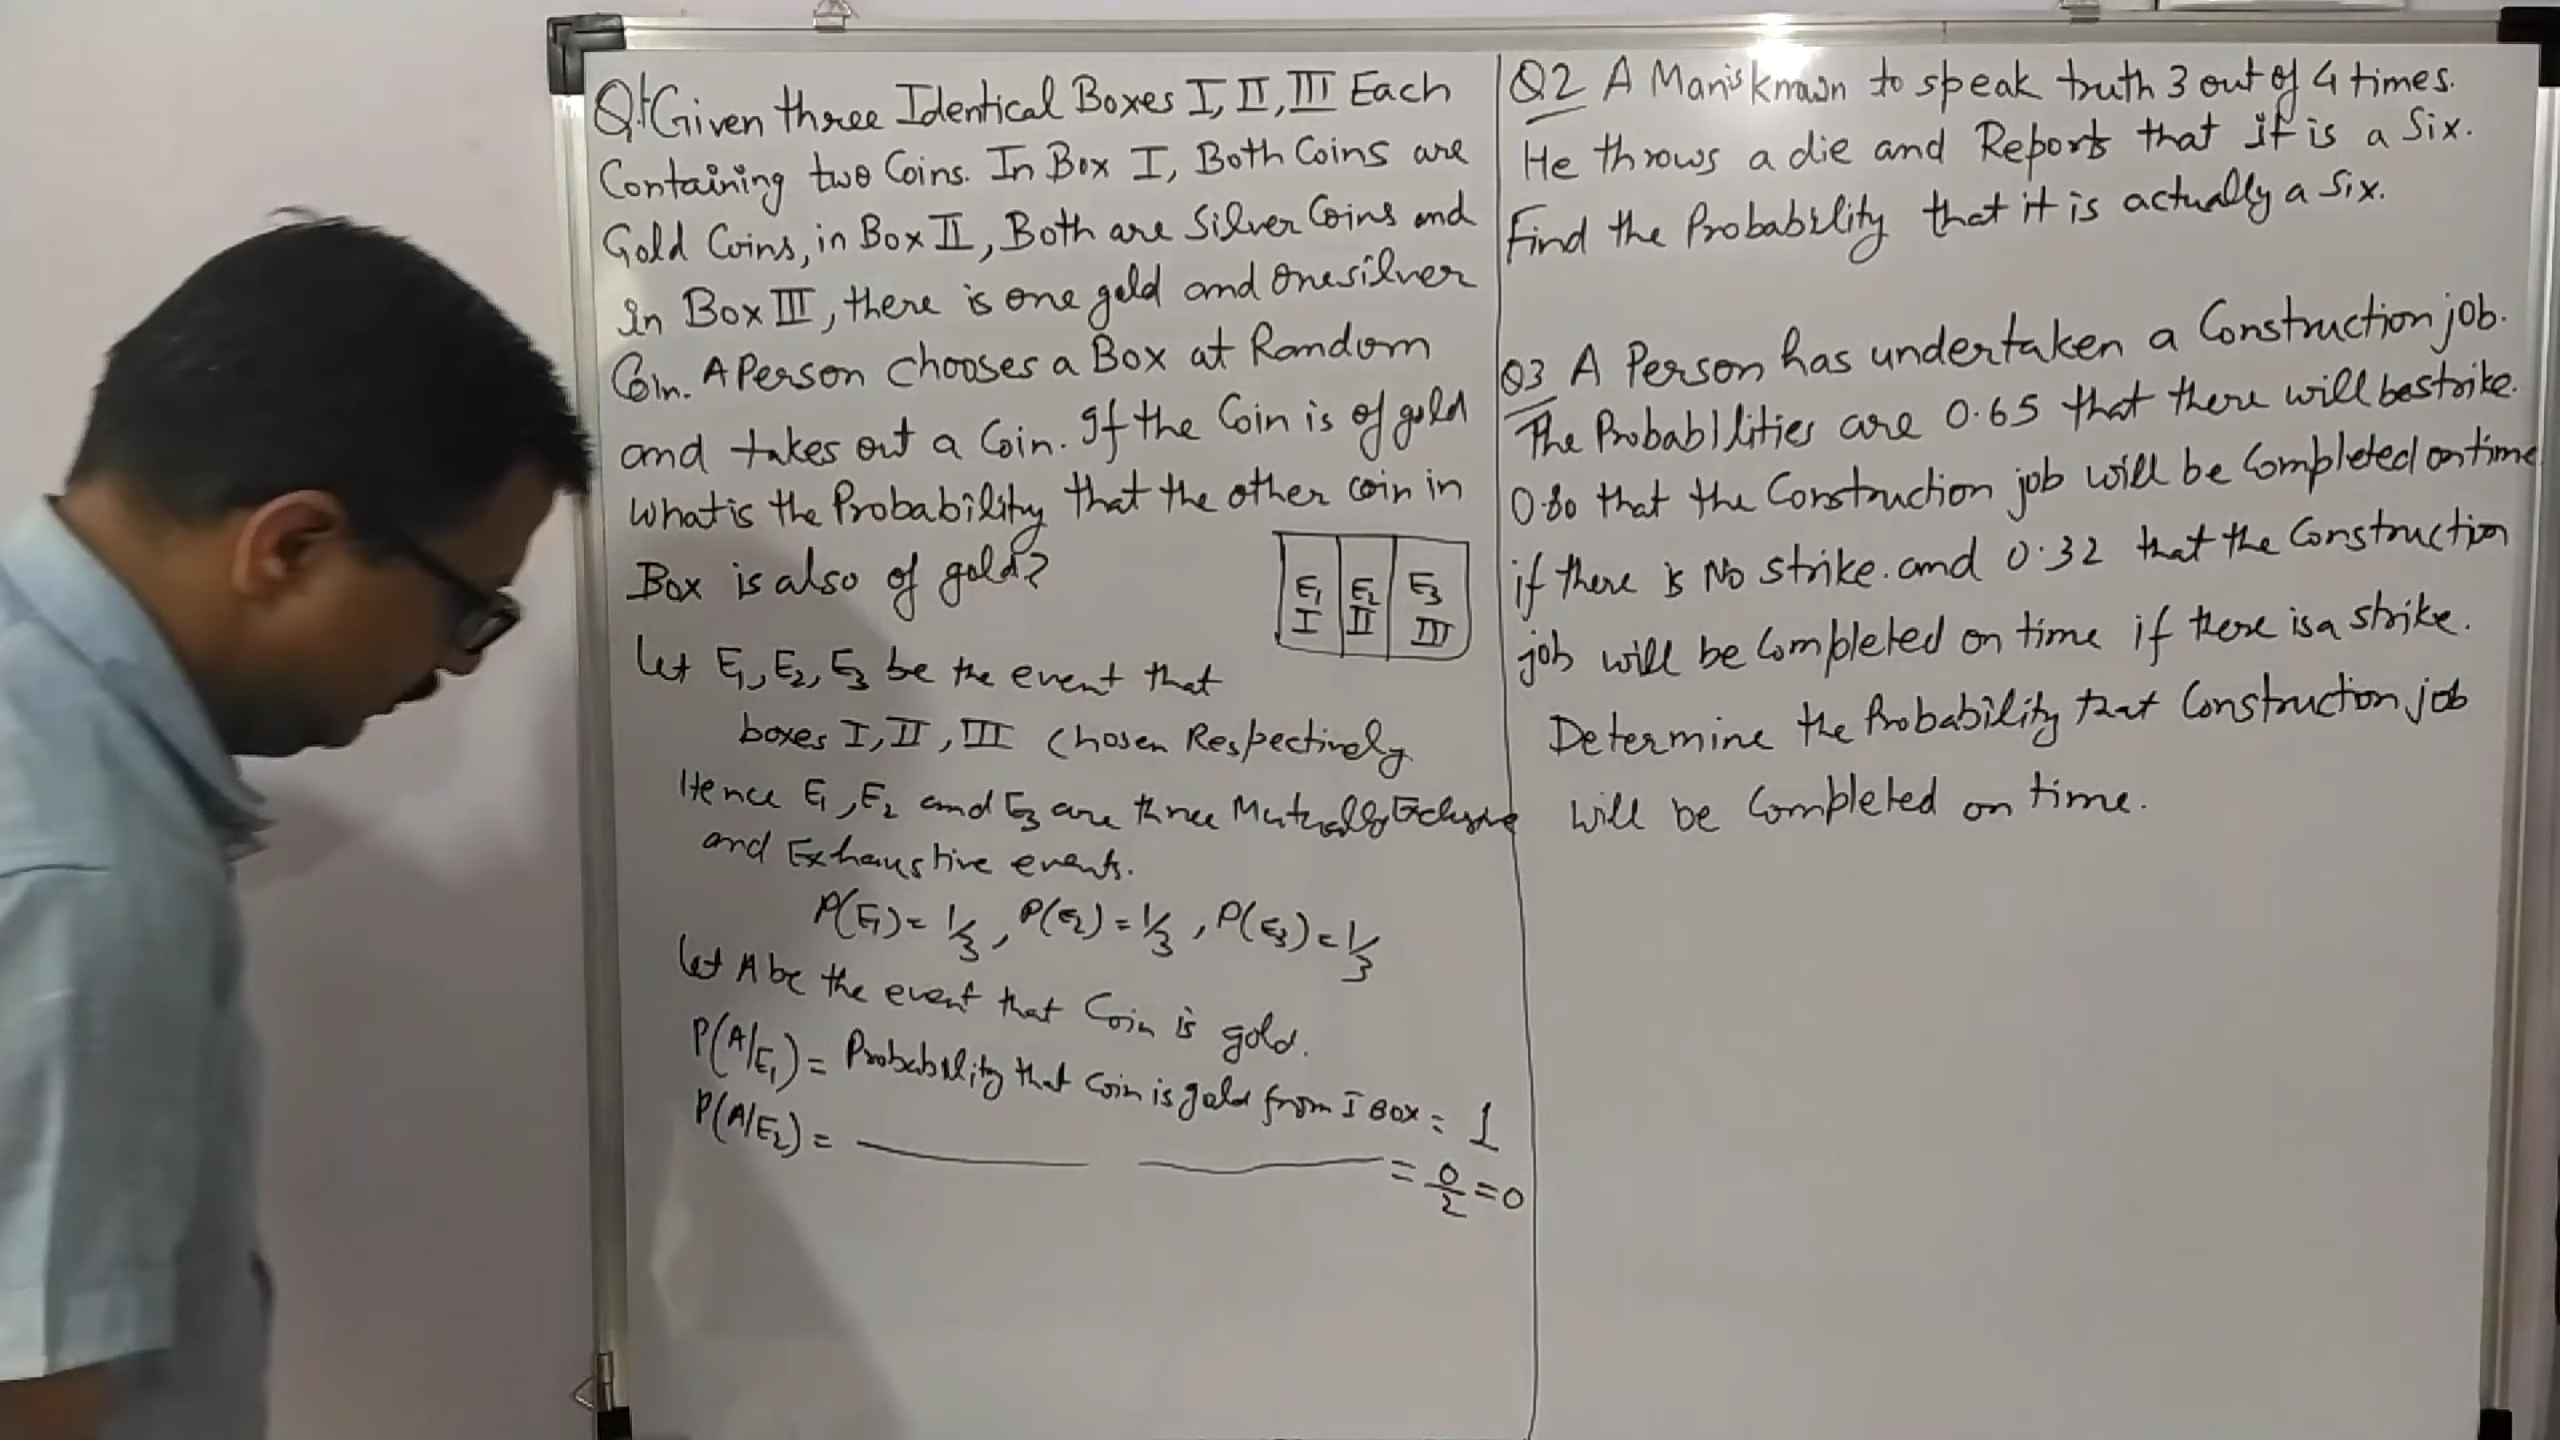 Q.1 Given three Identical Boxes I, II, III Each
Containing two Coins. In Box I, Both Coins are
Gold Coins, in Box II, Both are Silver Coins and
in Box III, there is one gold and one silver
Coin. A Person chooses a Box at Random
and takes out a Coin. If the Coin is of gold
What is the Probability that the other coin in
Box is also of gold?
E1 E2 E3
I II III
Let E1, E2, E3 be the event that
boxes I, II, III Chosen Respectively
Hence E1, E2 and E3 are three Mutually Exclusive
and Exhaustive events.
P(E1) = 1/3, P(E2) = 1/3, P(E3) = 1/3
Let A be the event that Coin is gold.
P(A/E1) = Probability that Coin is gold from I Box = 1
P(A/E2) = —— —— = 0/2 = 0
Q2 A Man is known to speak truth 3 out of 4 times.
He throws a die and Reports that it is a Six.
Find the Probability that it is actually a Six.
Q3 A Person has undertaken a Construction job.
The Probabilities are 0.65 that there will be strike.
0.80 that the Construction job will be Completed on time
if there is No strike. and 0.32 that the Construction
job will be Completed on time if there is a strike.
Determine the Probability that Construction job
will be Completed on time.